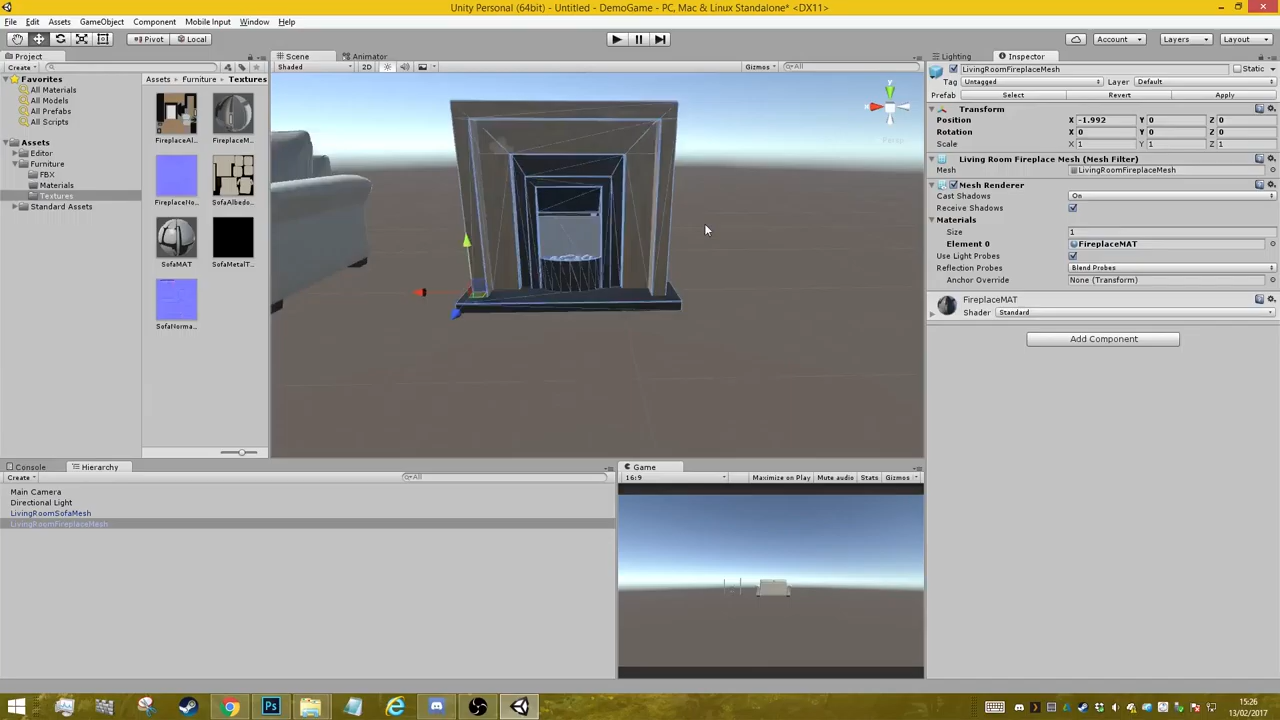 Unity Personal (64bit) - Untitled - DemoGame - PC, Mac & Linux Standalone* <DX11>
File Edit Assets GameObject Component Mobile Input Window Help
Pivot Local Account Layers Layout
Project Scene Animator Lighting Inspector
Create Shaded 2D Gizmos All
Favorites
All Materials
All Models
All Prefabs
All Scripts
Assets
Editor
Furniture
FBX
Materials
Textures
Standard Assets
Assets Furniture Textures
FireplaceAl... FireplaceM...
FireplaceNo... SofaAlbedo...
SofaMAT SofaMetalT...
SofaNorma...
Persp
LivingRoomFireplaceMesh Static
Tag Untagged Layer Default
Prefab Select Revert Apply
Transform
Position X -1.992 Y 0 Z 0
Rotation X 0 Y 0 Z 0
Scale X 1 Y 1 Z 1
Living Room Fireplace Mesh (Mesh Filter)
Mesh LivingRoomFireplaceMesh
Mesh Renderer
Cast Shadows On
Receive Shadows
Materials
Size 1
Element 0 FireplaceMAT
Use Light Probes
Reflection Probes Blend Probes
Anchor Override None (Transform)
FireplaceMAT
Shader Standard
Add Component
Console Hierarchy
Create All
Main Camera
Directional Light
LivingRoomSofaMesh
LivingRoomFireplaceMesh
Game
16:9 Maximize on Play Mute audio Stats Gizmos
15:26
13/02/2017